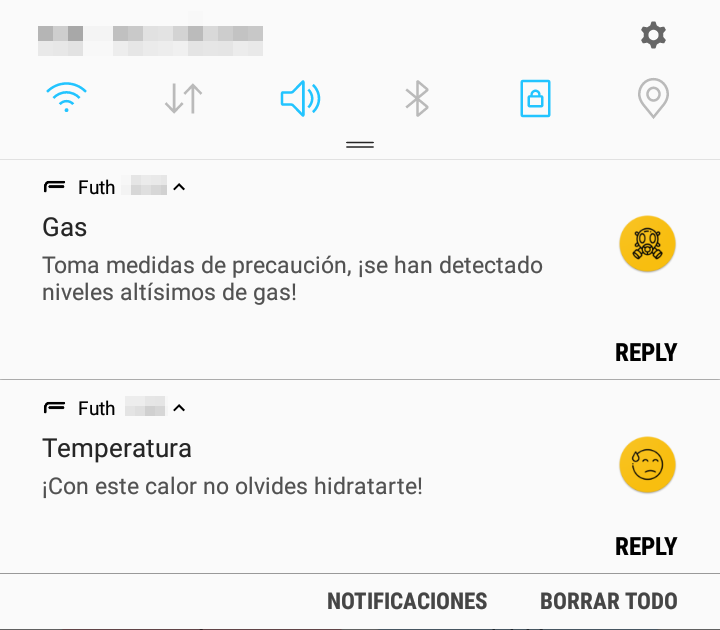 Futh
Gas
Toma medidas de precaución, ¡se han detectado
niveles altísimos de gas!
REPLY
Futh
Temperatura
¡Con este calor no olvides hidratarte!
REPLY
NOTIFICACIONES BORRAR TODO